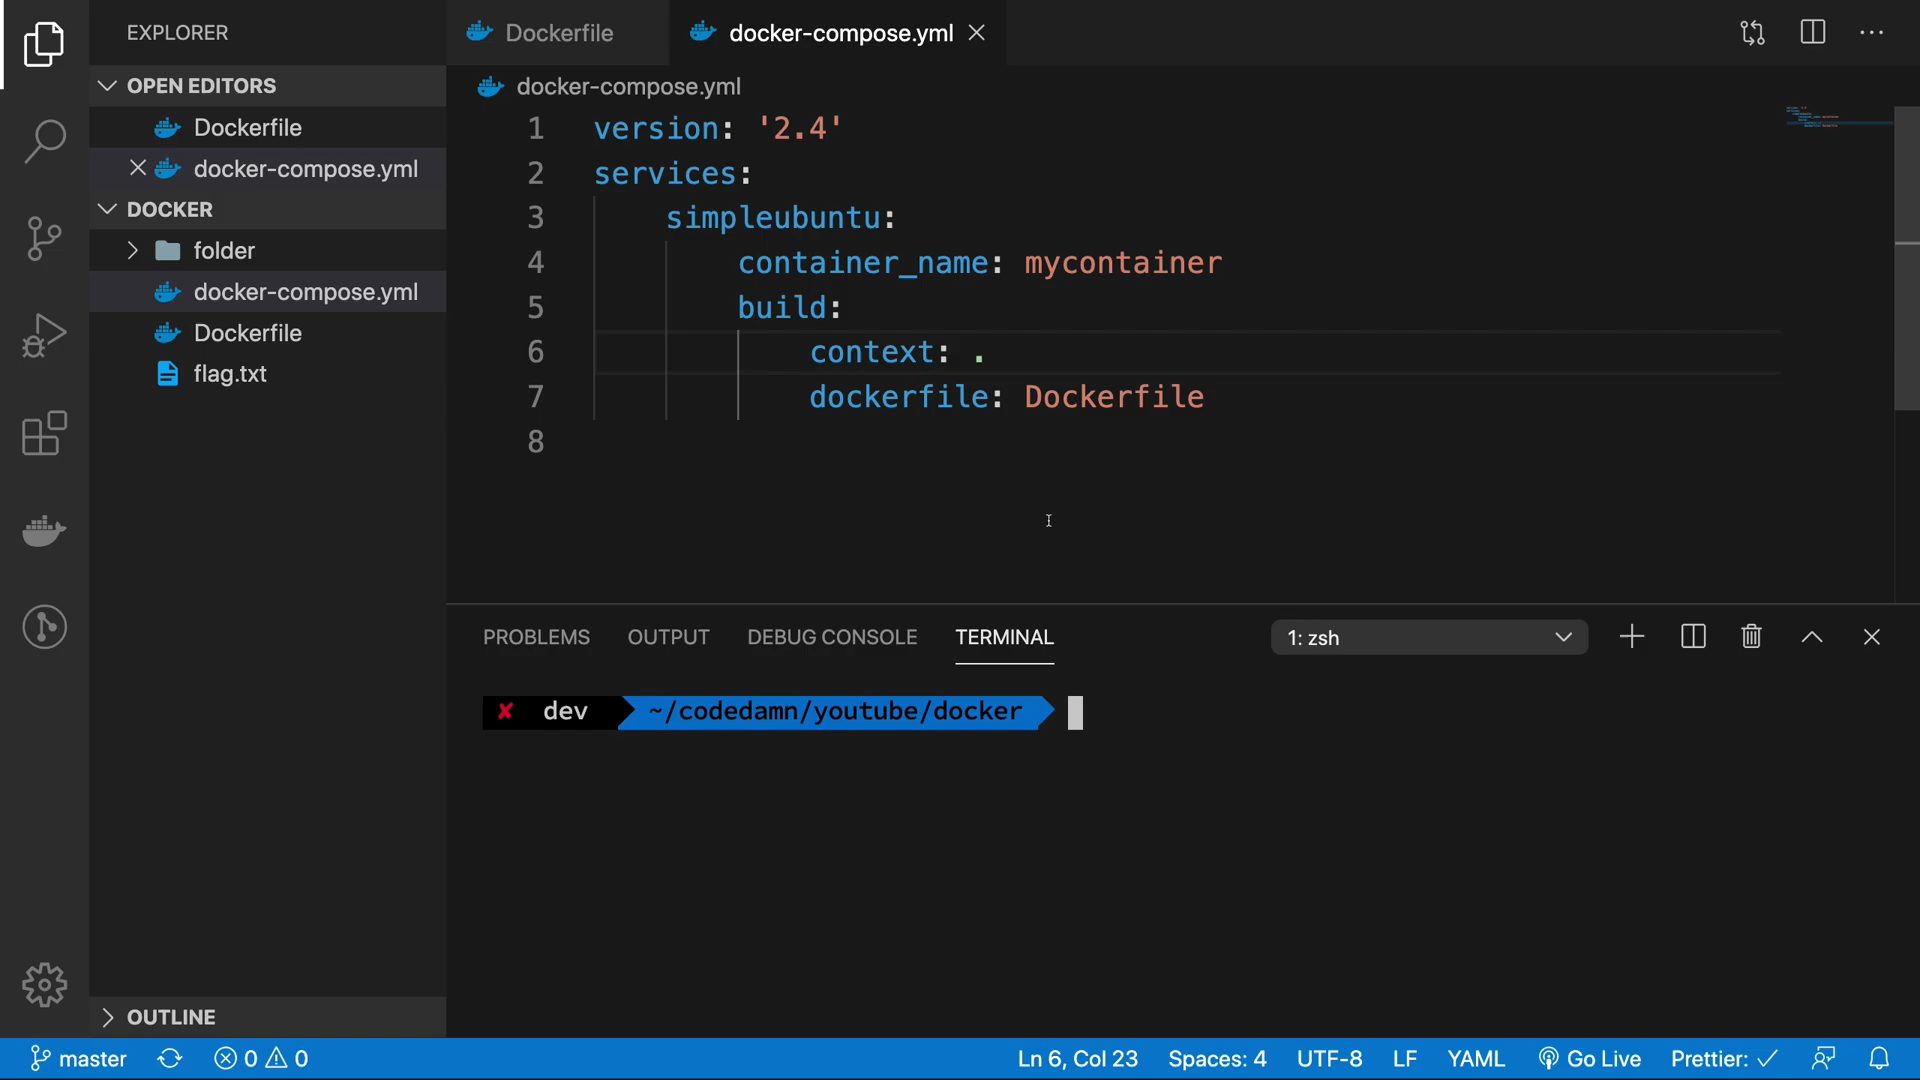 EXPLORER
OPEN EDITORS
Dockerfile
docker-compose.yml
DOCKER
folder
docker-compose.yml
Dockerfile
flag.txt
OUTLINE
Dockerfile
docker-compose.yml
docker-compose.yml
1 version: '2.4'
2 services:
3 simpleubuntu:
4 container_name: mycontainer
5 build:
6 context: .
7 dockerfile: Dockerfile
8
PROBLEMS OUTPUT DEBUG CONSOLE TERMINAL 1: zsh
✘ dev ~/codedamn/youtube/docker
master 0 0 Ln 6, Col 23 Spaces: 4 UTF-8 LF YAML Go Live Prettier: ✓